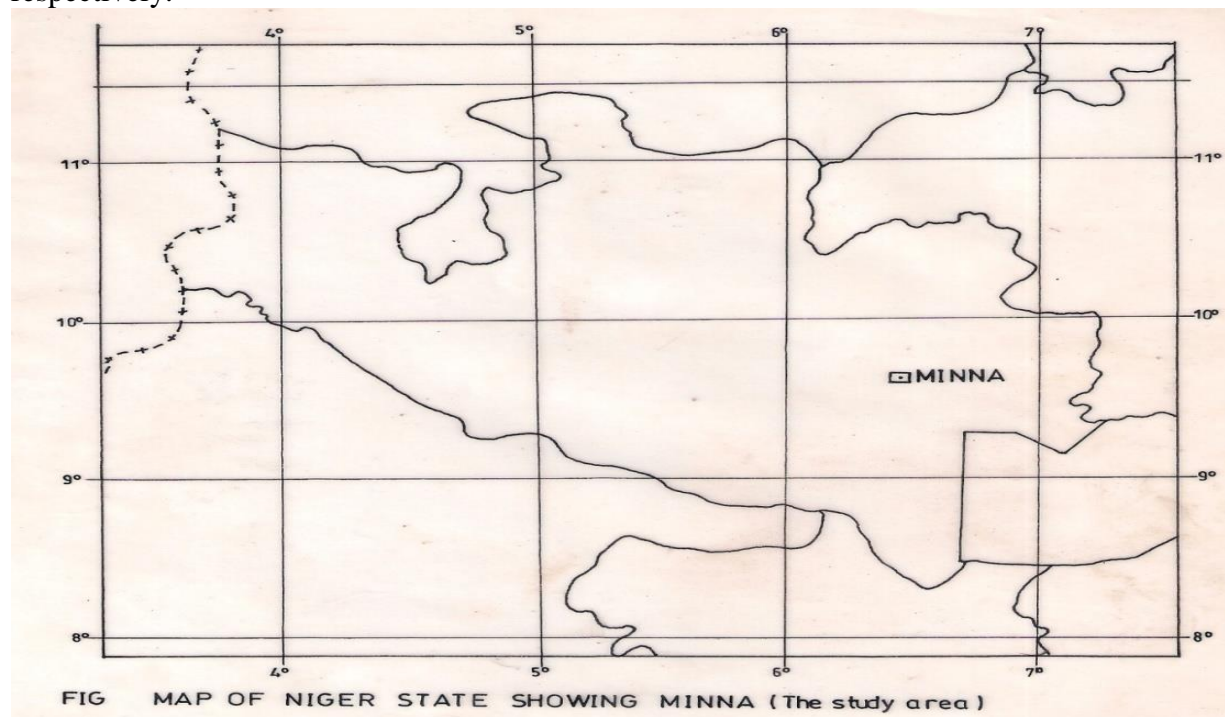 respectively.
4° 5° 6° 7°
11° 11°
10° 10°
MINNA
9° 9°
8° 8°
4° 5° 6° 7°
FIG MAP OF NIGER STATE SHOWING MINNA (The study area)